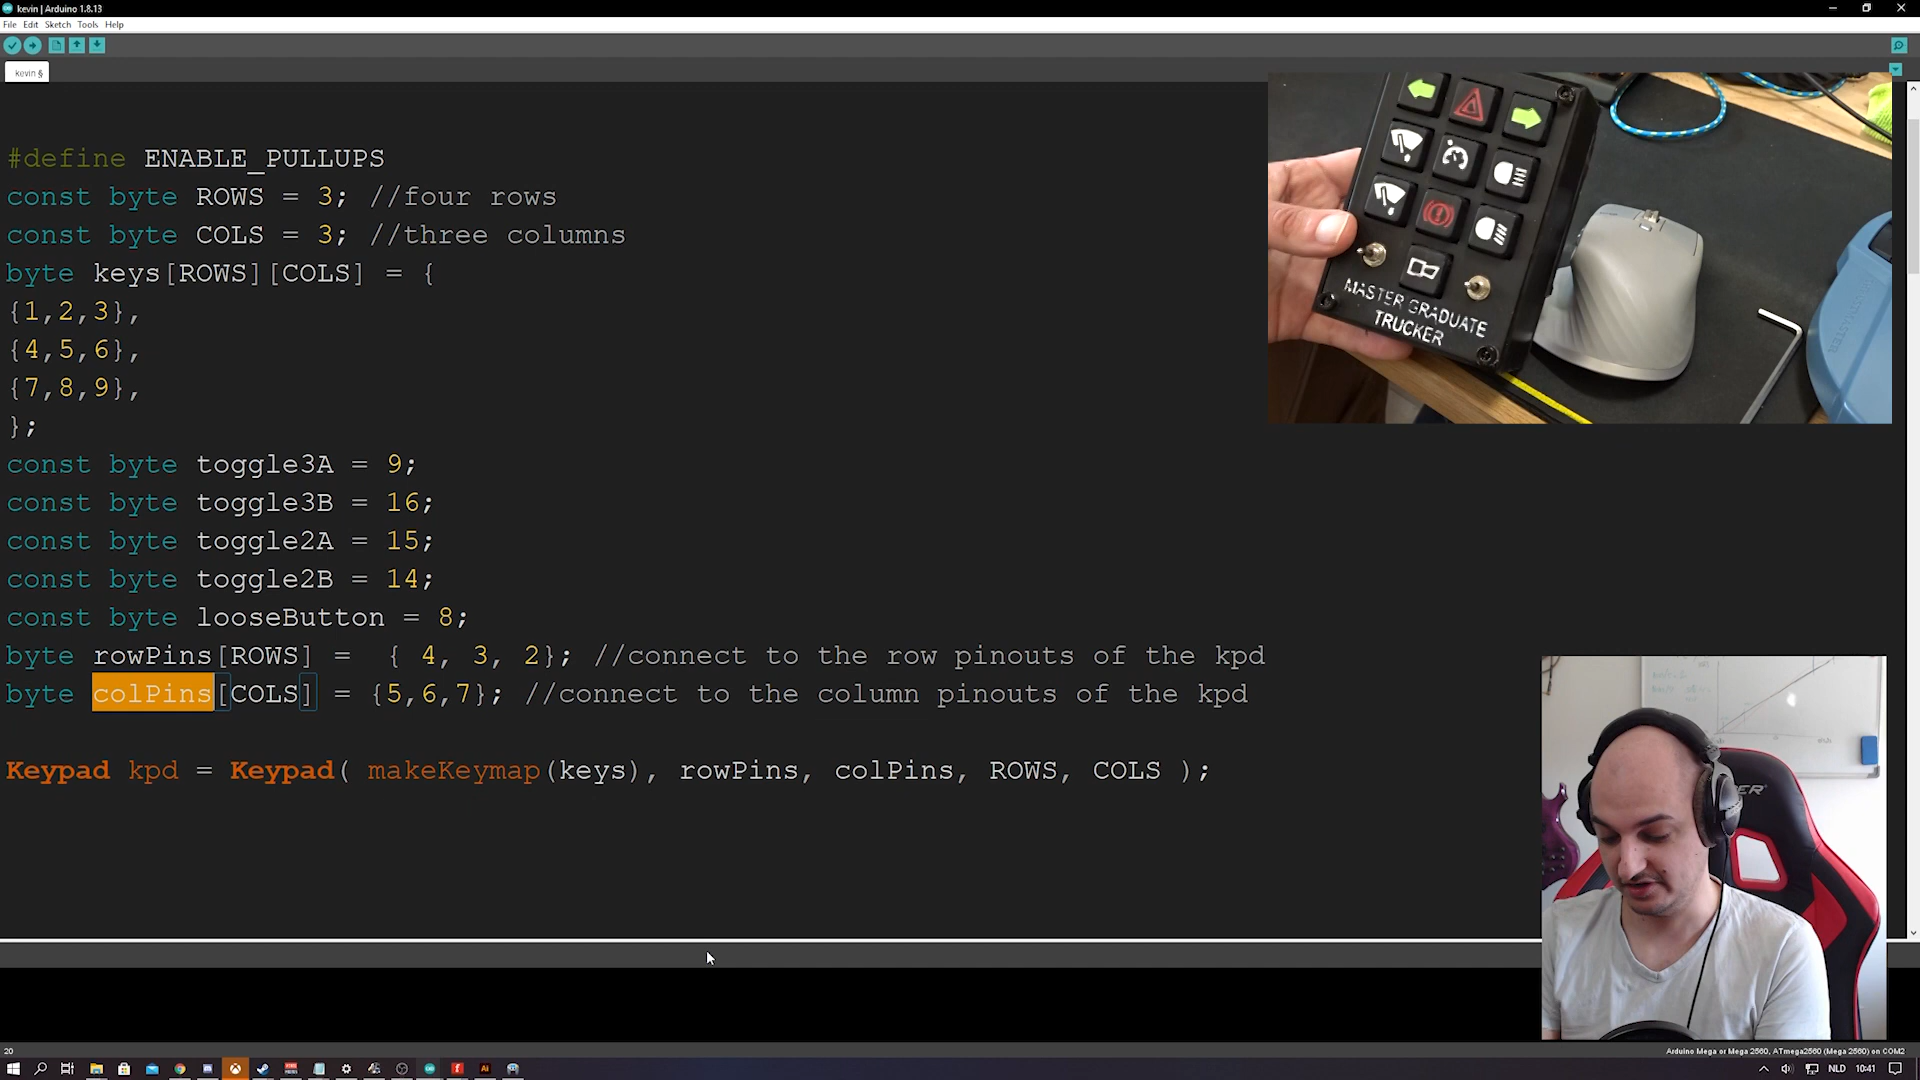 kevin | Arduino 1.8.13
File Edit Sketch Tools Help
kevin §
#define ENABLE_PULLUPS
const byte ROWS = 3; //four rows
const byte COLS = 3; //three columns
byte keys[ROWS][COLS] = {
{1,2,3},
{4,5,6},
{7,8,9},
};
const byte toggle3A = 9;
const byte toggle3B = 16;
const byte toggle2A = 15;
const byte toggle2B = 14;
const byte looseButton = 8;
byte rowPins[ROWS] =  { 4, 3, 2}; //connect to the row pinouts of the kpd
byte colPins[COLS] = {5,6,7}; //connect to the column pinouts of the kpd
Keypad kpd = Keypad( makeKeymap(keys), rowPins, colPins, ROWS, COLS );
MASTER GRADUATE
TRUCKER
20
Arduino Mega or Mega 2560, ATmega2560 (Mega 2560) on COM2
NLD 10:41